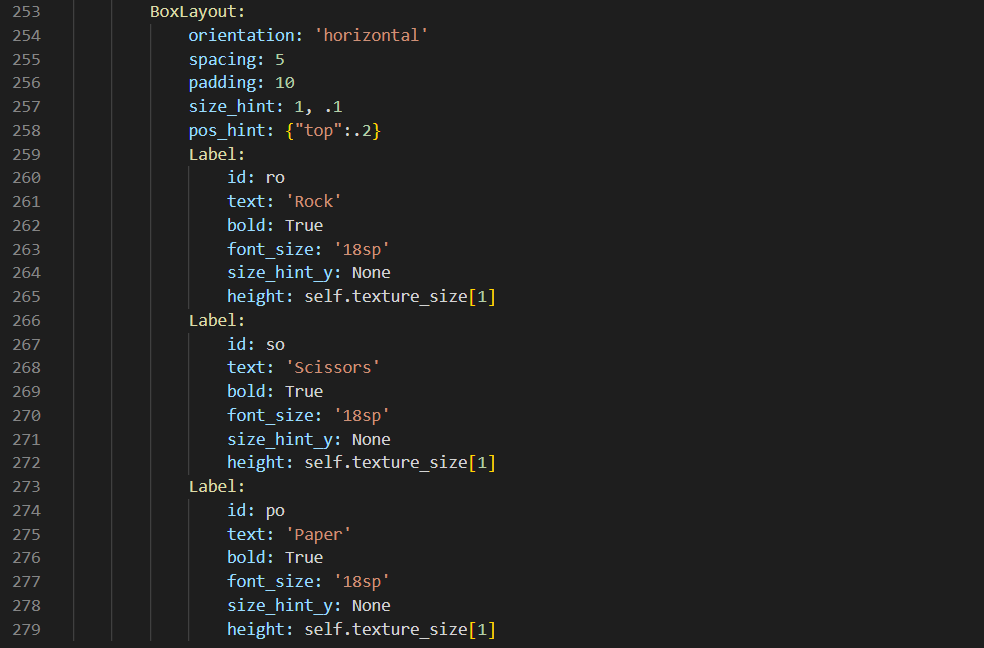 253 BoxLayout:
254 orientation: 'horizontal'
255 spacing: 5
256 padding: 10
257 size_hint: 1, .1
258 pos_hint: {"top":.2}
259 Label:
260 id: ro
261 text: 'Rock'
262 bold: True
263 font_size: '18sp'
264 size_hint_y: None
265 height: self.texture_size[1]
266 Label:
267 id: so
268 text: 'Scissors'
269 bold: True
270 font_size: '18sp'
271 size_hint_y: None
272 height: self.texture_size[1]
273 Label:
274 id: po
275 text: 'Paper'
276 bold: True
277 font_size: '18sp'
278 size_hint_y: None
279 height: self.texture_size[1]